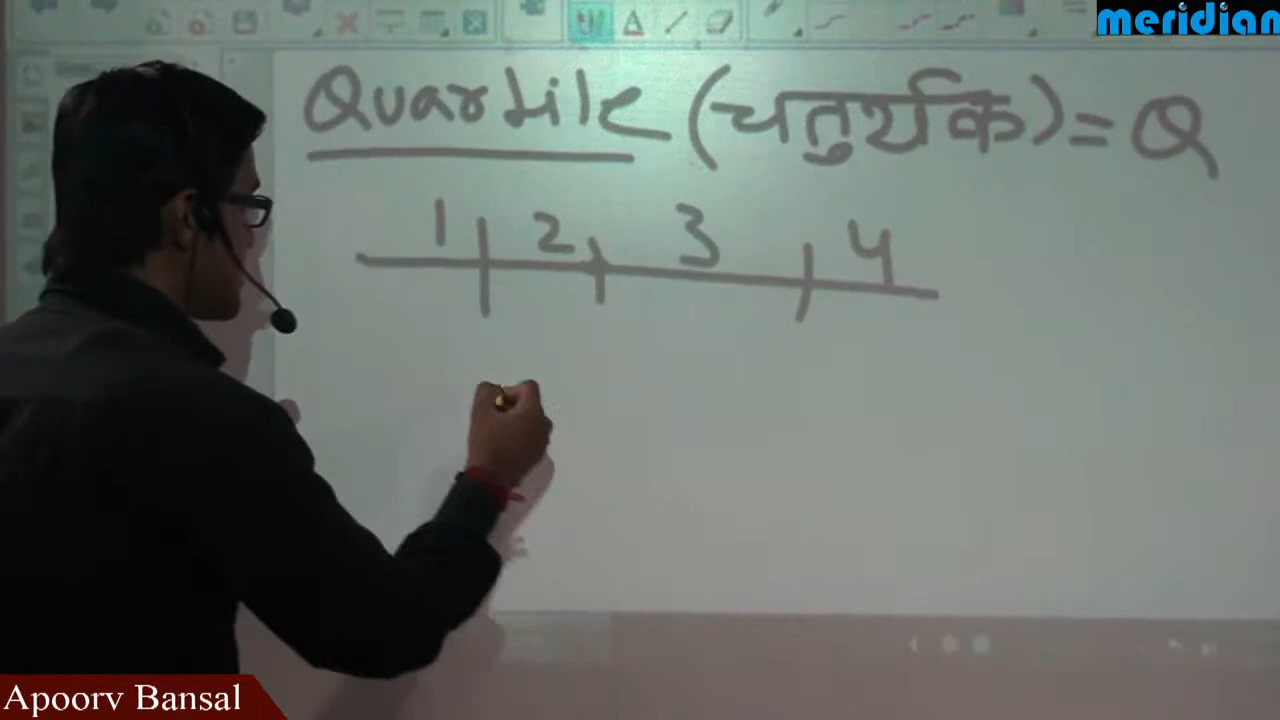 meridian
Quartile (चतुर्थक) = Q
1 2 3 4
Apoorv Bansal